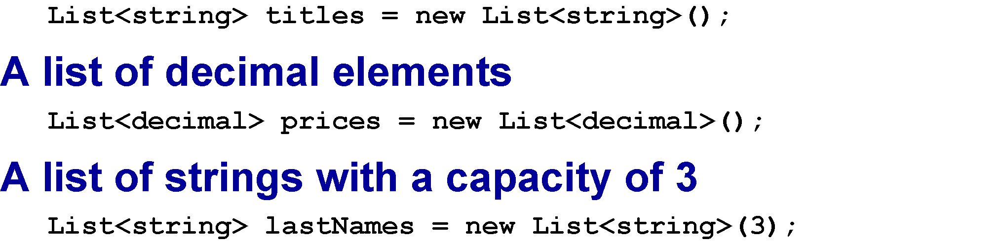 List<string> titles = new List<string>();
A list of decimal elements
List<decimal> prices = new List<decimal>();
A list of strings with a capacity of 3
List<string> lastNames = new List<string>(3);